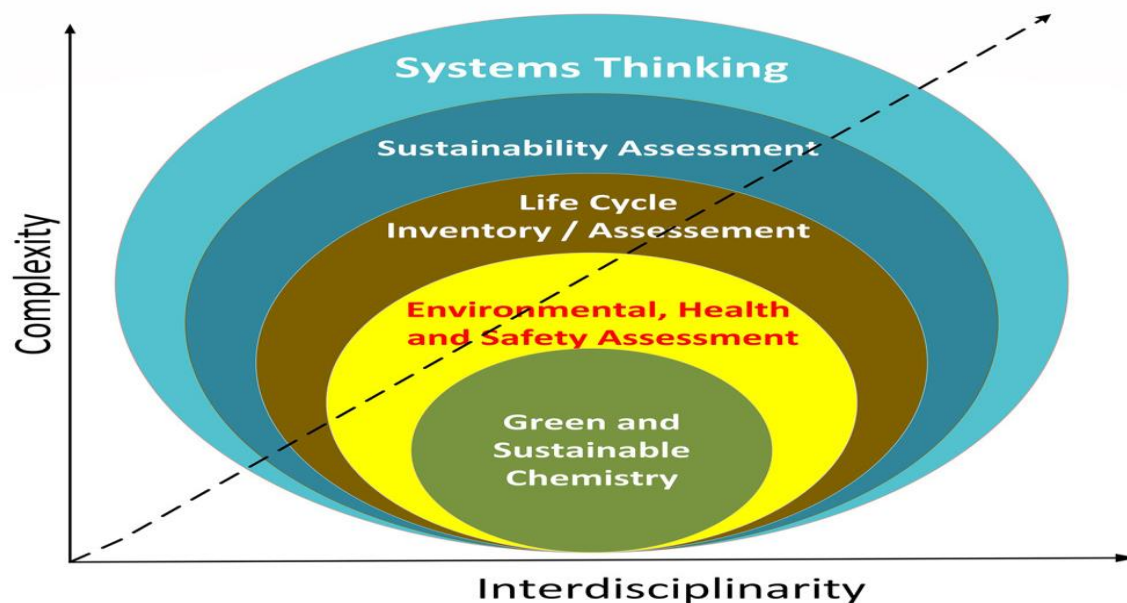 Systems Thinking
Sustainability Assessment
Life Cycle
Inventory / Assessement
Environmental, Health
and Safety Assessment
Green and
Sustainable
Chemistry
Complexity
Interdisciplinarity